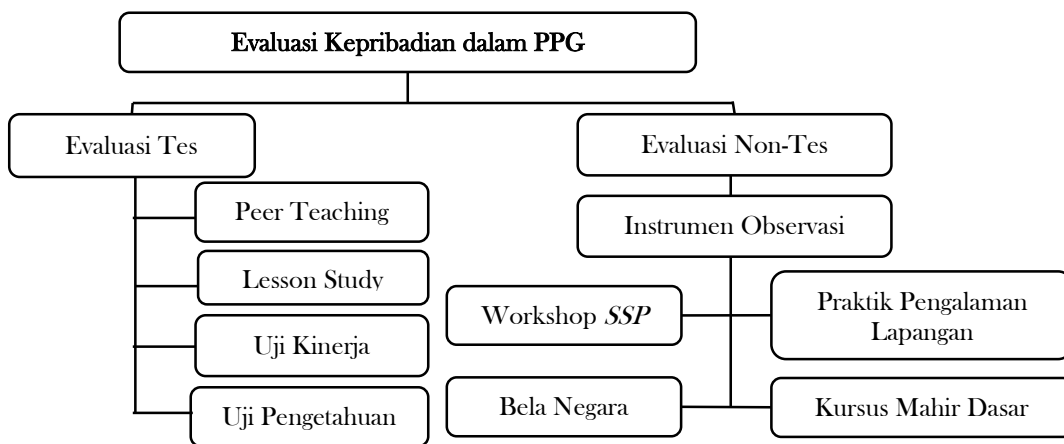 Evaluasi Kepribadian dalam PPG
Evaluasi Tes
Peer Teaching
Lesson Study
Uji Kinerja
Uji Pengetahuan
Evaluasi Non-Tes
Instrumen Observasi
Workshop SSP
Praktik Pengalaman
Lapangan
Bela Negara
Kursus Mahir Dasar